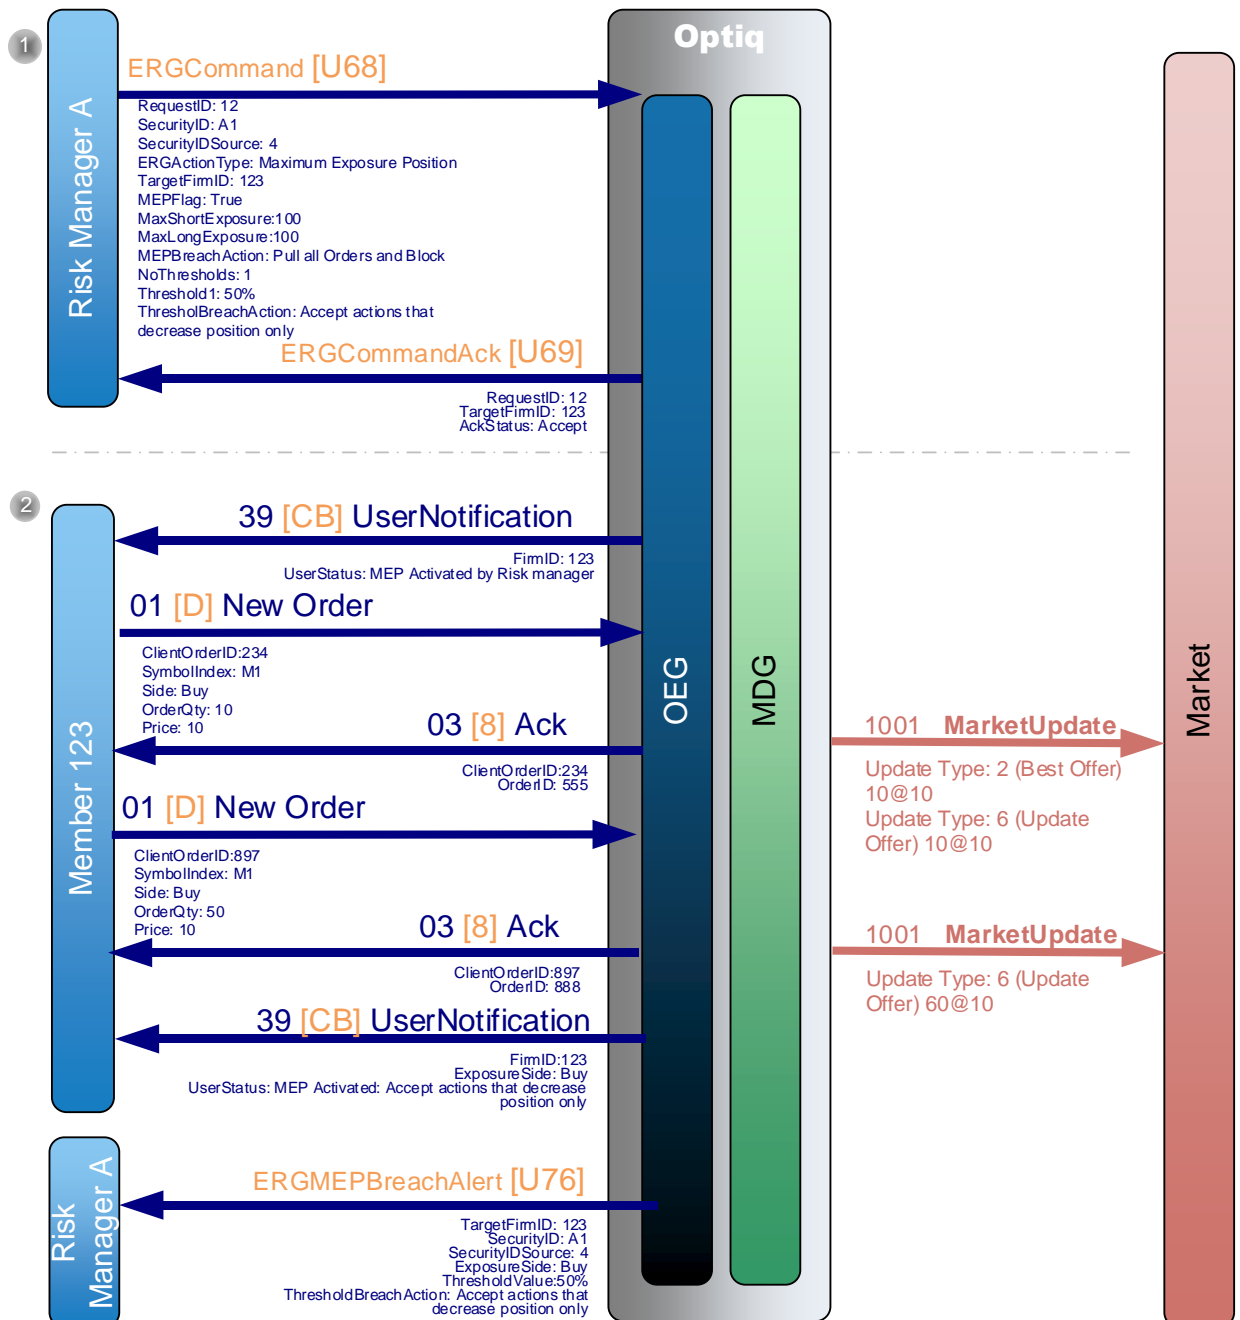 Optiq
1
Risk Manager A
ERGCommand [U68]
RequestID: 12
SecurityID: A1
SecurityIDSource: 4
ERGActionType: Maximum Exposure Position
TargetFirmID: 123
MEPFlag: True
MaxShortExposure:100
MaxLongExposure:100
MEPBreachAction: Pull all Orders and Block
NoThresholds: 1
Threshold1: 50%
ThresholBreachAction: Accept actions that
decrease position only
ERGCommandAck [U69]
RequestID: 12
TargetFirmID: 123
AckStatus: Accept
OEG
MDG
Market
2
Member 123
39 [CB] UserNotification
FirmID: 123
UserStatus: MEP Activated by Risk manager
01 [D] New Order
ClientOrderID:234
SymbolIndex: M1
Side: Buy
OrderQty: 10
Price: 10
03 [8] Ack
ClientOrderID:234
OrderID: 555
1001 MarketUpdate
Update Type: 2 (Best Offer)
10@10
Update Type: 6 (Update
Offer) 10@10
01 [D] New Order
ClientOrderID:897
SymbolIndex: M1
Side: Buy
OrderQty: 50
Price: 10
03 [8] Ack
ClientOrderID:897
OrderID: 888
1001 MarketUpdate
Update Type: 6 (Update
Offer) 60@10
39 [CB] UserNotification
FirmID:123
ExposureSide: Buy
UserStatus: MEP Activated: Accept actions that decrease
position only
Risk
Manager A
ERGMEPBreachAlert [U76]
TargetFirmID: 123
SecurityID: A1
SecurityIDSource: 4
ExposureSide: Buy
ThresholdValue:50%
ThresholdBreachAction: Accept actions that
decrease position only